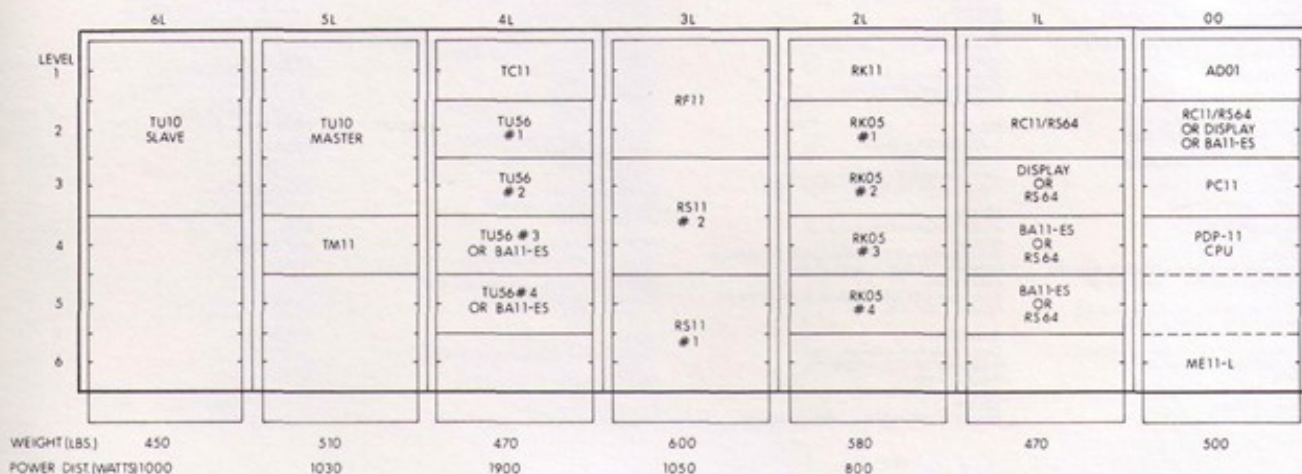 6L 5L 4L 3L 2L 1L 00
LEVEL
1
2
3
4
5
6
TU10
SLAVE
TU10
MASTER
TM11
TC11
TU56
#1
TU56
#2
TU56 #3
OR BA11-ES
TU56#4
OR BA11-ES
RF11
RS11
# 2
RS11
#1
RK11
RK05
#1
RK05
#2
RK05
#3
RK05
#4
RC11/RS64
DISPLAY
OR
RS64
BA11-ES
OR
RS64
BA11-ES
OR
RS64
AD01
RC11/RS64
OR DISPLAY
OR BA11-ES
PC11
PDP-11
CPU
ME11-L
WEIGHT (LBS.) 450 510 470 600 580 470 500
POWER DIST. (WATTS) 1000 1030 1900 1050 800